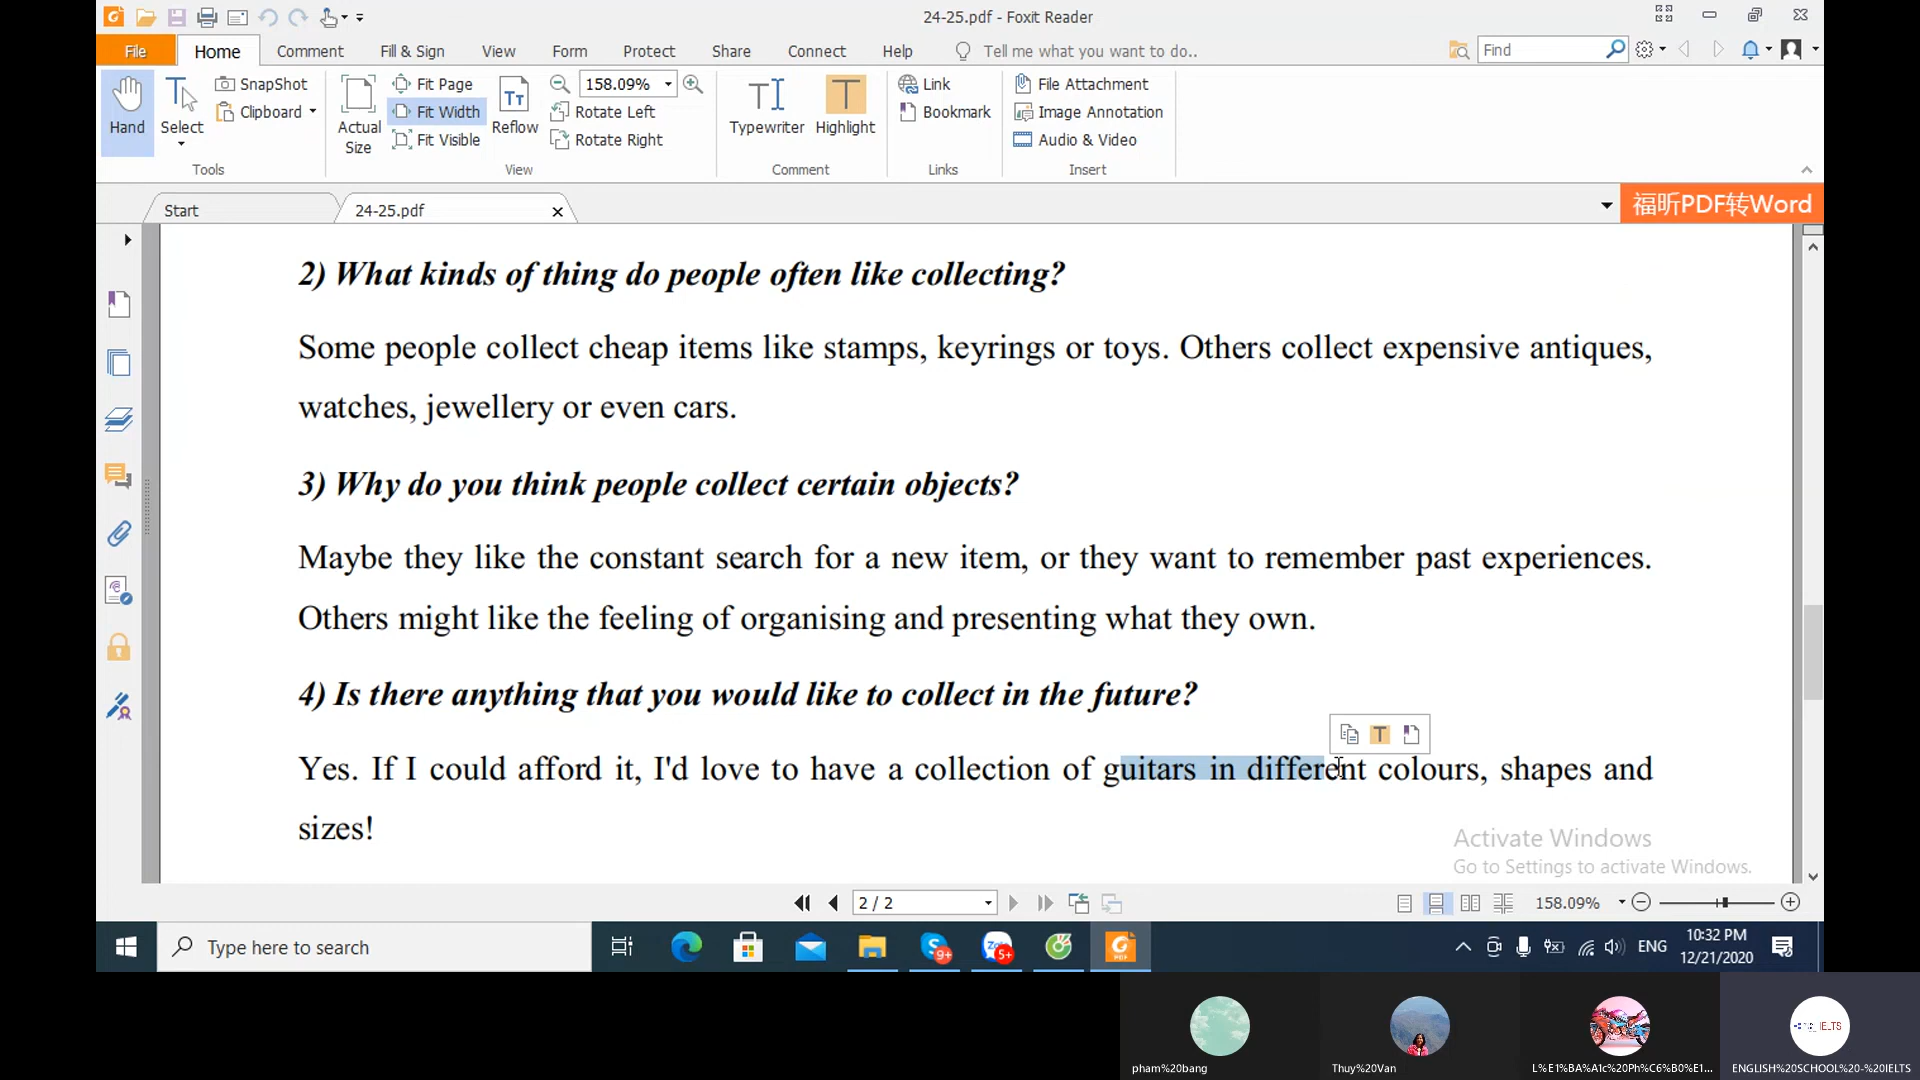 24-25.pdf - Foxit Reader
File Home Comment Fill & Sign View Form Protect Share Connect Help Tell me what you want to do.. Find
Hand Select SnapShot Clipboard
Tools
Actual Size Fit Page Fit Width Fit Visible Reflow 158.09% Rotate Left Rotate Right
View
Typewriter Highlight
Comment
Link Bookmark
Links
File Attachment Image Annotation Audio & Video
Insert
Start 24-25.pdf 福昕PDF转Word
2) What kinds of thing do people often like collecting?
Some people collect cheap items like stamps, keyrings or toys. Others collect expensive antiques,
watches, jewellery or even cars.
3) Why do you think people collect certain objects?
Maybe they like the constant search for a new item, or they want to remember past experiences.
Others might like the feeling of organising and presenting what they own.
4) Is there anything that you would like to collect in the future?
Yes. If I could afford it, I'd love to have a collection of guitars in different colours, shapes and
sizes!
Activate Windows
Go to Settings to activate Windows.
2 / 2 158.09%
Type here to search 9+ 5+ ENG 10:32 PM
12/21/2020
IELTS
pham%20bang Thuy%20Van L%E1%BA%A1c%20Ph%C6%B0%E1... ENGLISH%20SCHOOL%20-%20IELTS